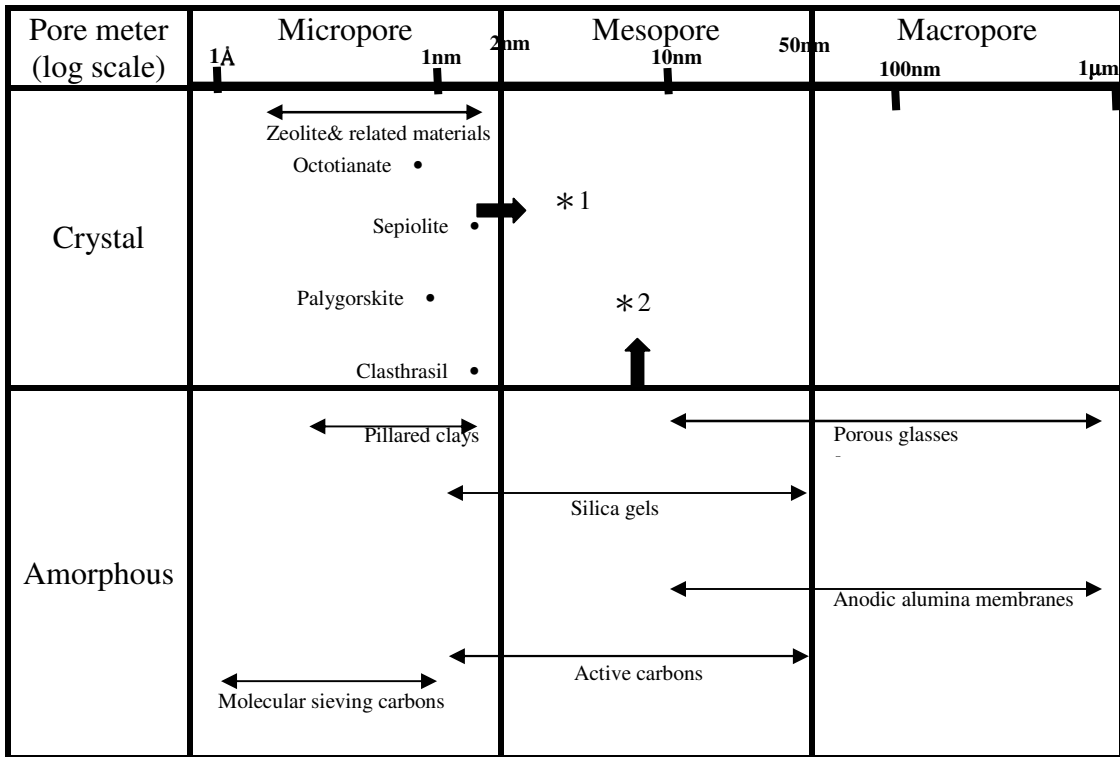 Pore meter
(log scale)
Micropore
Mesopore
Macropore
1Å
1nm
2nm
10nm
50nm
100nm
1μm
Crystal
Zeolite& related materials
Octotianate •
Sepiolite •
Palygorskite •
Clasthrasil •
*1
*2
Amorphous
Pillared clays
Porous glasses
Silica gels
Anodic alumina membranes
Active carbons
Molecular sieving carbons